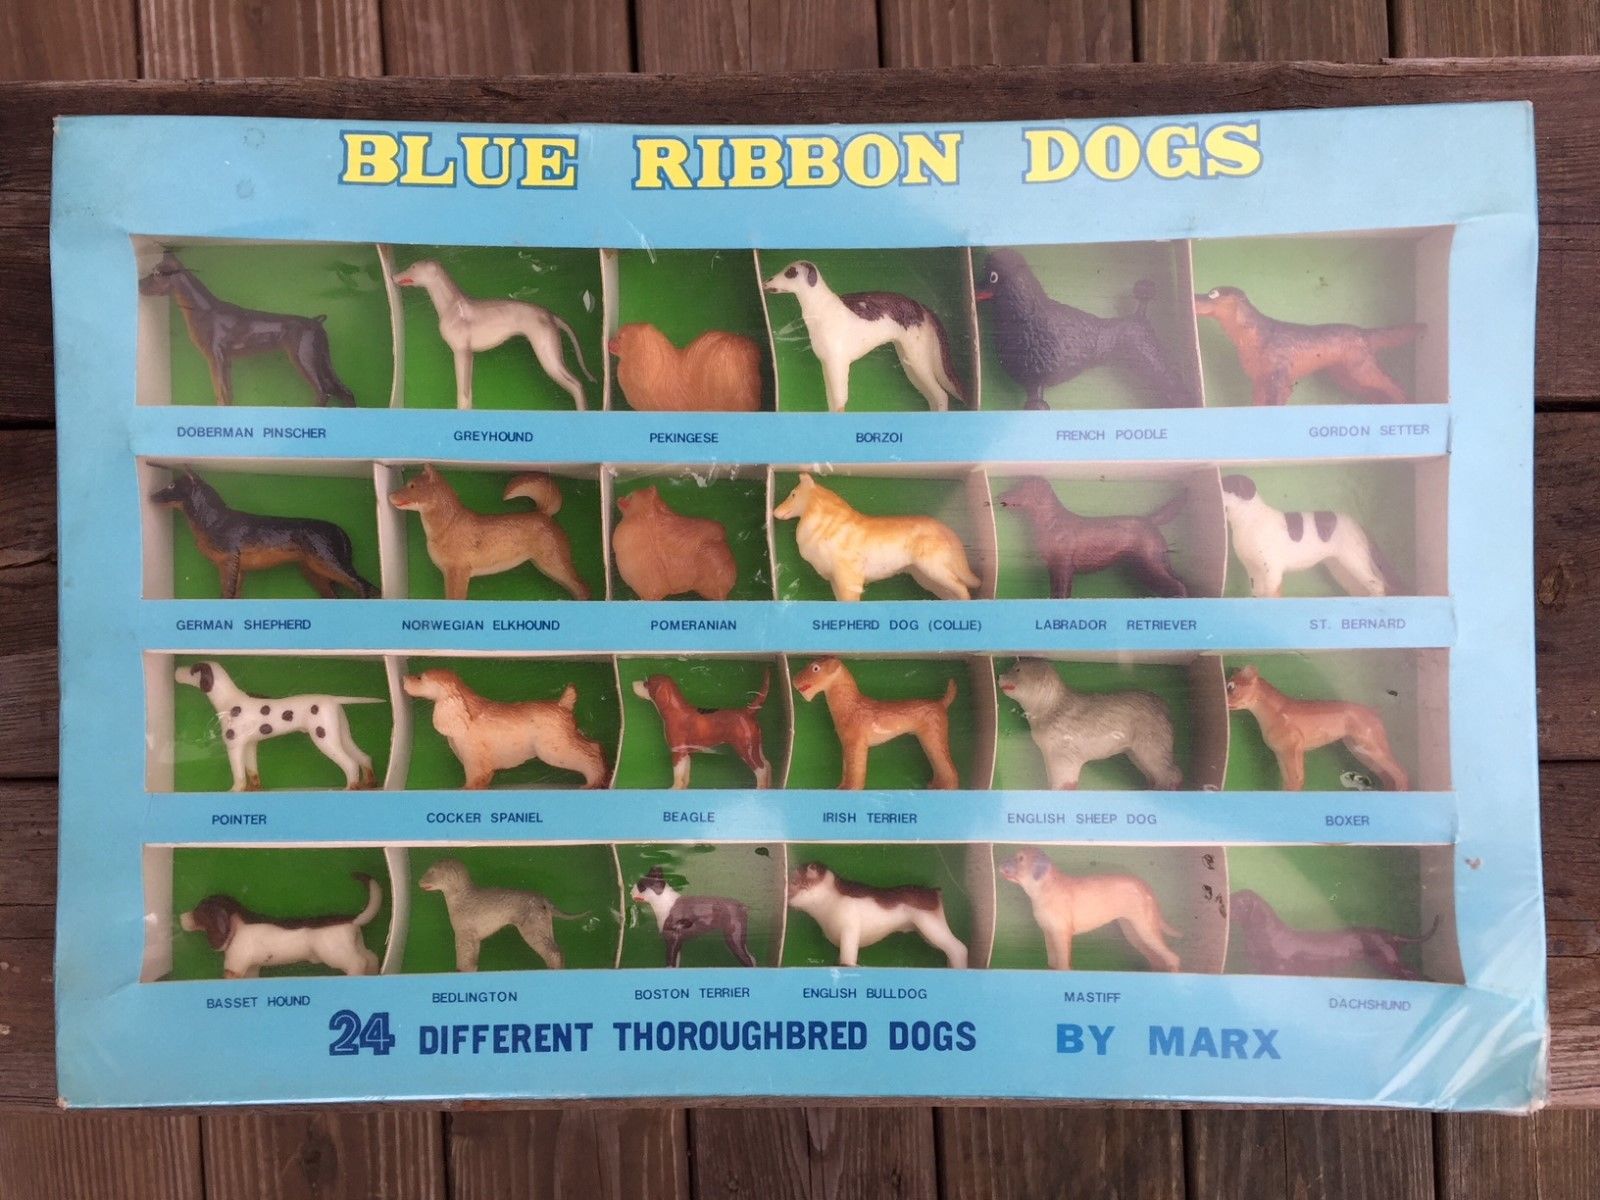 BLUE RIBBON DOGS
DOBERMAN PINSCHER GREYHOUND PEKINGESE BORZOI FRENCH POODLE GORDON SETTER
GERMAN SHEPHERD NORWEGIAN ELKHOUND POMERANIAN SHEPHERD DOG (COLLIE) LABRADOR RETRIEVER ST. BERNARD
POINTER COCKER SPANIEL BEAGLE IRISH TERRIER ENGLISH SHEEP DOG BOXER
BASSET HOUND BEDLINGTON BOSTON TERRIER ENGLISH BULLDOG MASTIFF DACHSHUND
24 DIFFERENT THOROUGHBRED DOGS BY MARX